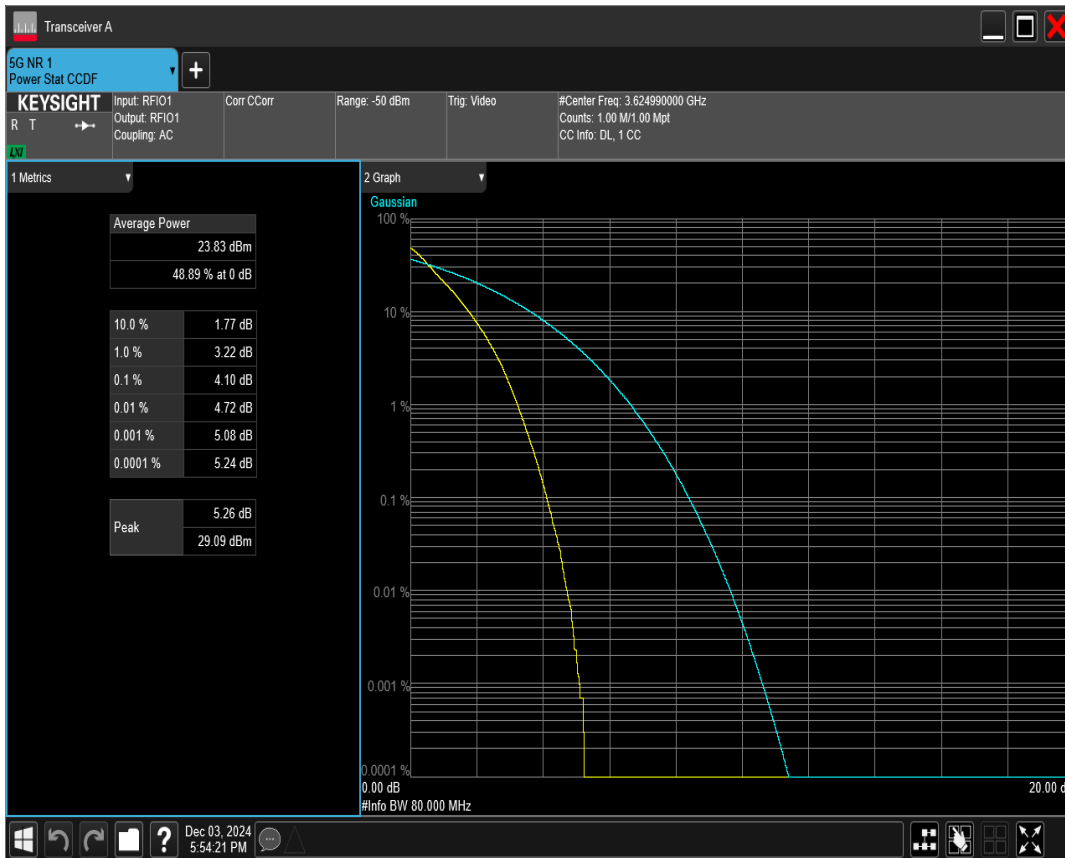 Transceiver A
5G NR 1
Power Stat CCDF
+
KEYSIGHT
R T
LXI
Input: RFIO1
Output: RFIO1
Coupling: AC
Corr CCorr
Range: -50 dBm
Trig: Video
#Center Freq: 3.624990000 GHz
Counts: 1.00 M/1.00 Mpt
CC Info: DL, 1 CC
1 Metrics
Average Power
23.83 dBm
48.89 % at 0 dB
10.0 % 1.77 dB
1.0 % 3.22 dB
0.1 % 4.10 dB
0.01 % 4.72 dB
0.001 % 5.08 dB
0.0001 % 5.24 dB
Peak 5.26 dB
29.09 dBm
2 Graph
Gaussian
100 %
10 %
1 %
0.1 %
0.01 %
0.001 %
0.0001 %
0.00 dB 20.00 d
#Info BW 80.000 MHz
?
Dec 03, 2024
5:54:21 PM